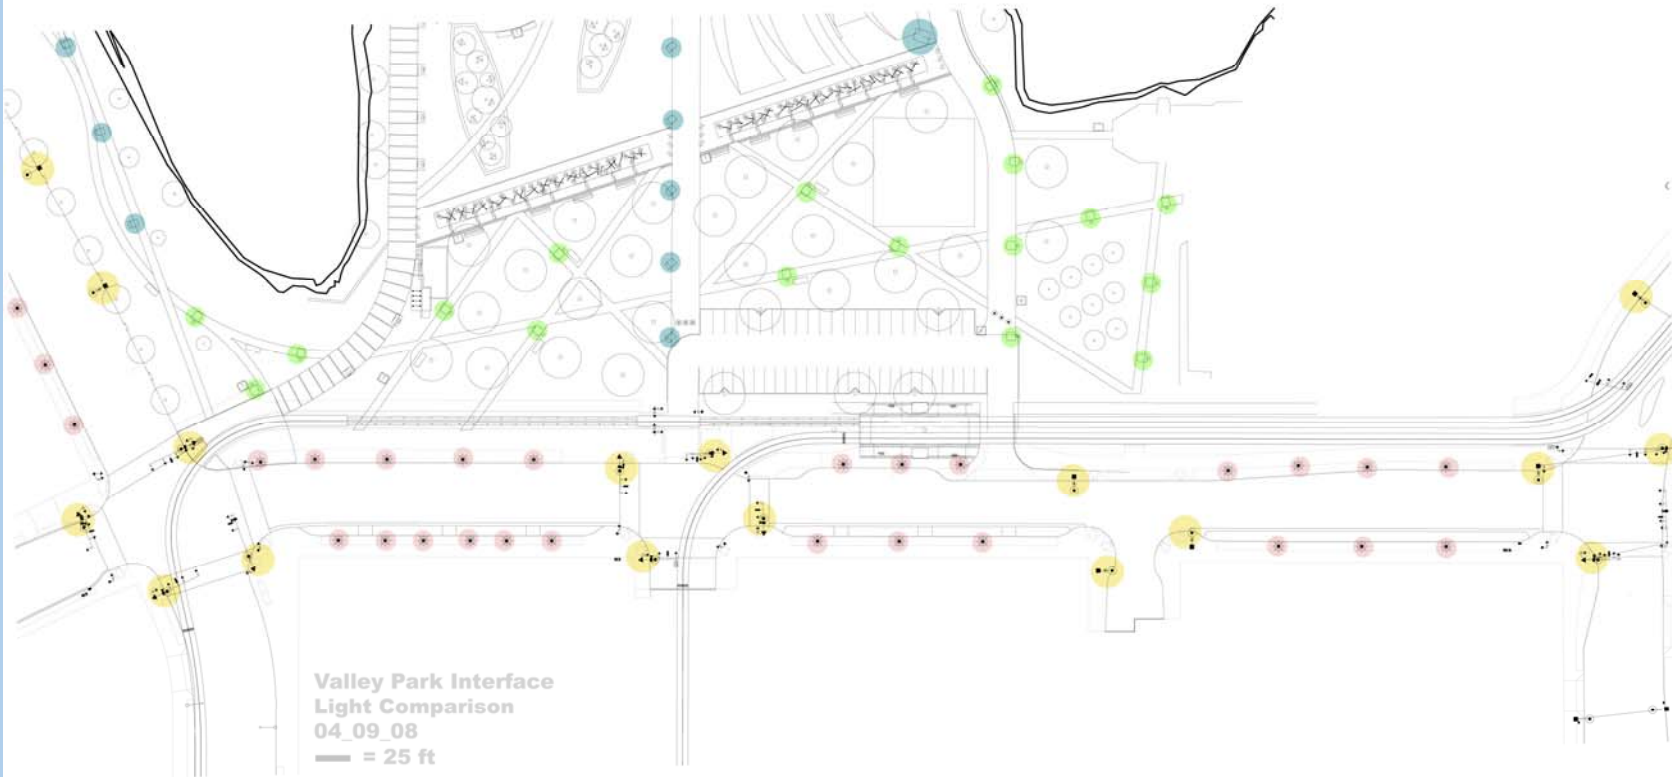 Valley Park Interface
Light Comparison
04_09_08
= 25 ft